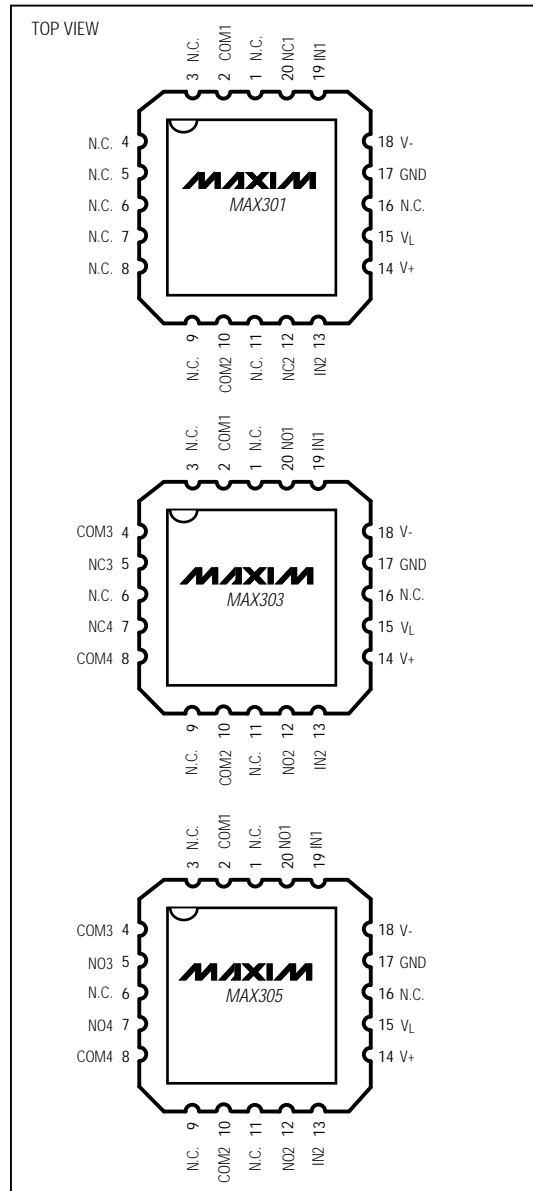 TOP VIEW
3 N.C.
2 COM1
1 N.C.
20 NC1
19 IN1
N.C. 4
N.C. 5
N.C. 6
N.C. 7
N.C. 8
MAXIM
MAX301
18 V-
17 GND
16 N.C.
15 VL
14 V+
N.C. 9
COM2 10
N.C. 11
NC2 12
IN2 13
3 N.C.
2 COM1
1 N.C.
20 NO1
19 IN1
COM3 4
NC3 5
N.C. 6
NC4 7
COM4 8
MAXIM
MAX303
18 V-
17 GND
16 N.C.
15 VL
14 V+
N.C. 9
COM2 10
N.C. 11
NO2 12
IN2 13
3 N.C.
2 COM1
1 N.C.
20 NO1
19 IN1
COM3 4
NO3 5
N.C. 6
NO4 7
COM4 8
MAXIM
MAX305
18 V-
17 GND
16 N.C.
15 VL
14 V+
N.C. 9
COM2 10
N.C. 11
NO2 12
IN2 13